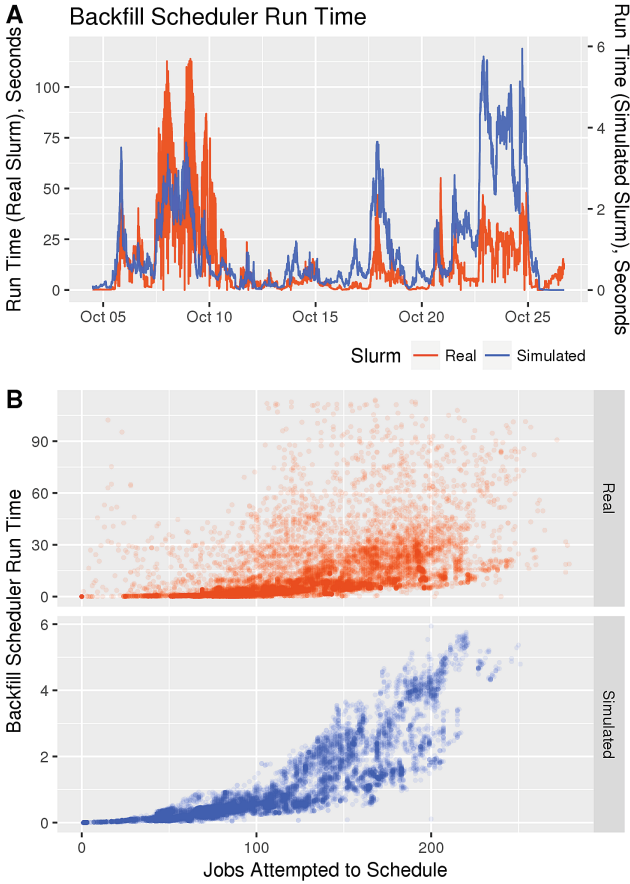 A
Backfill Scheduler Run Time
Run Time (Real Slurm), Seconds
100
75
50
25
0
6
4
2
0
Run Time (Simulated Slurm), Seconds
Oct 05 Oct 10 Oct 15 Oct 20 Oct 25
Slurm Real Simulated
B
Backfill Scheduler Run Time
90
60
30
0
Real
6
4
2
0
Simulated
0 100 200
Jobs Attempted to Schedule